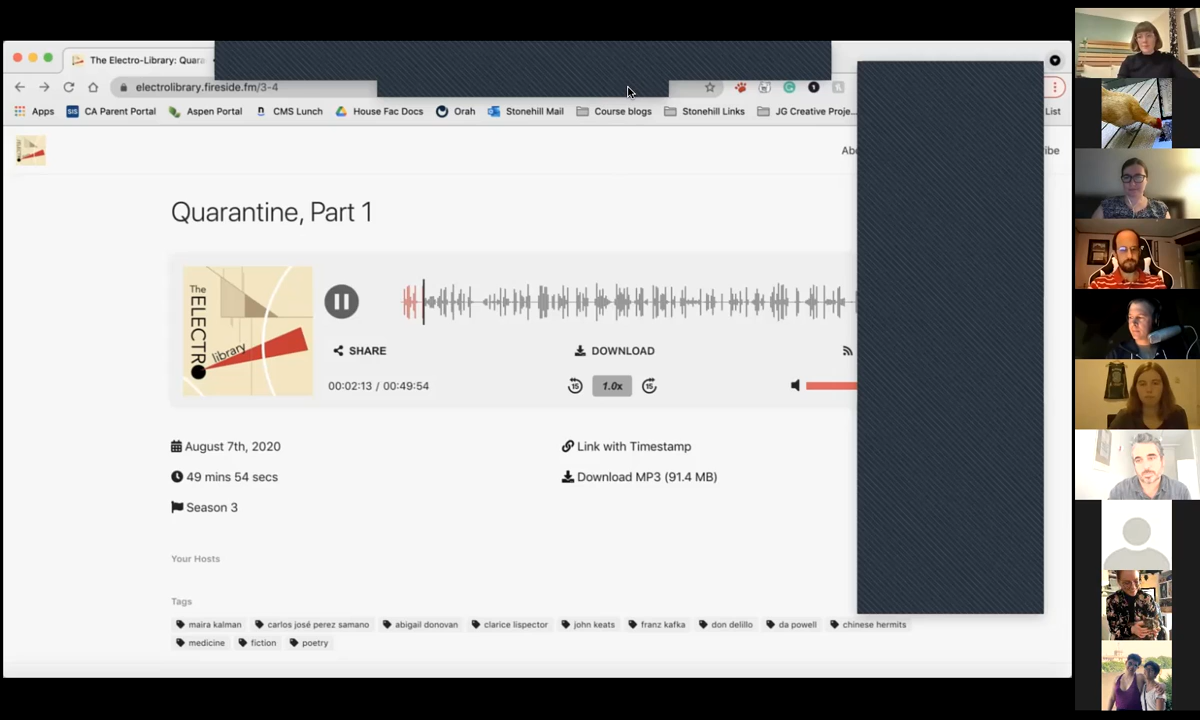 The Electro-Library: Quara
electrolibrary.fireside.fm/3-4
Apps SIS CA Parent Portal Aspen Portal CMS Lunch House Fac Docs Orah Stonehill Mail Course blogs Stonehill Links JG Creative Proje... List
Abo ibe
Quarantine, Part 1
The
ELECTR
library
SHARE DOWNLOAD
00:02:13 / 00:49:54 15 1.0x 15
August 7th, 2020 Link with Timestamp
49 mins 54 secs Download MP3 (91.4 MB)
Season 3
Your Hosts
Tags
maira kalman carlos josé perez samano abigail donovan clarice lispector john keats franz kafka don delillo da powell chinese hermits
medicine fiction poetry